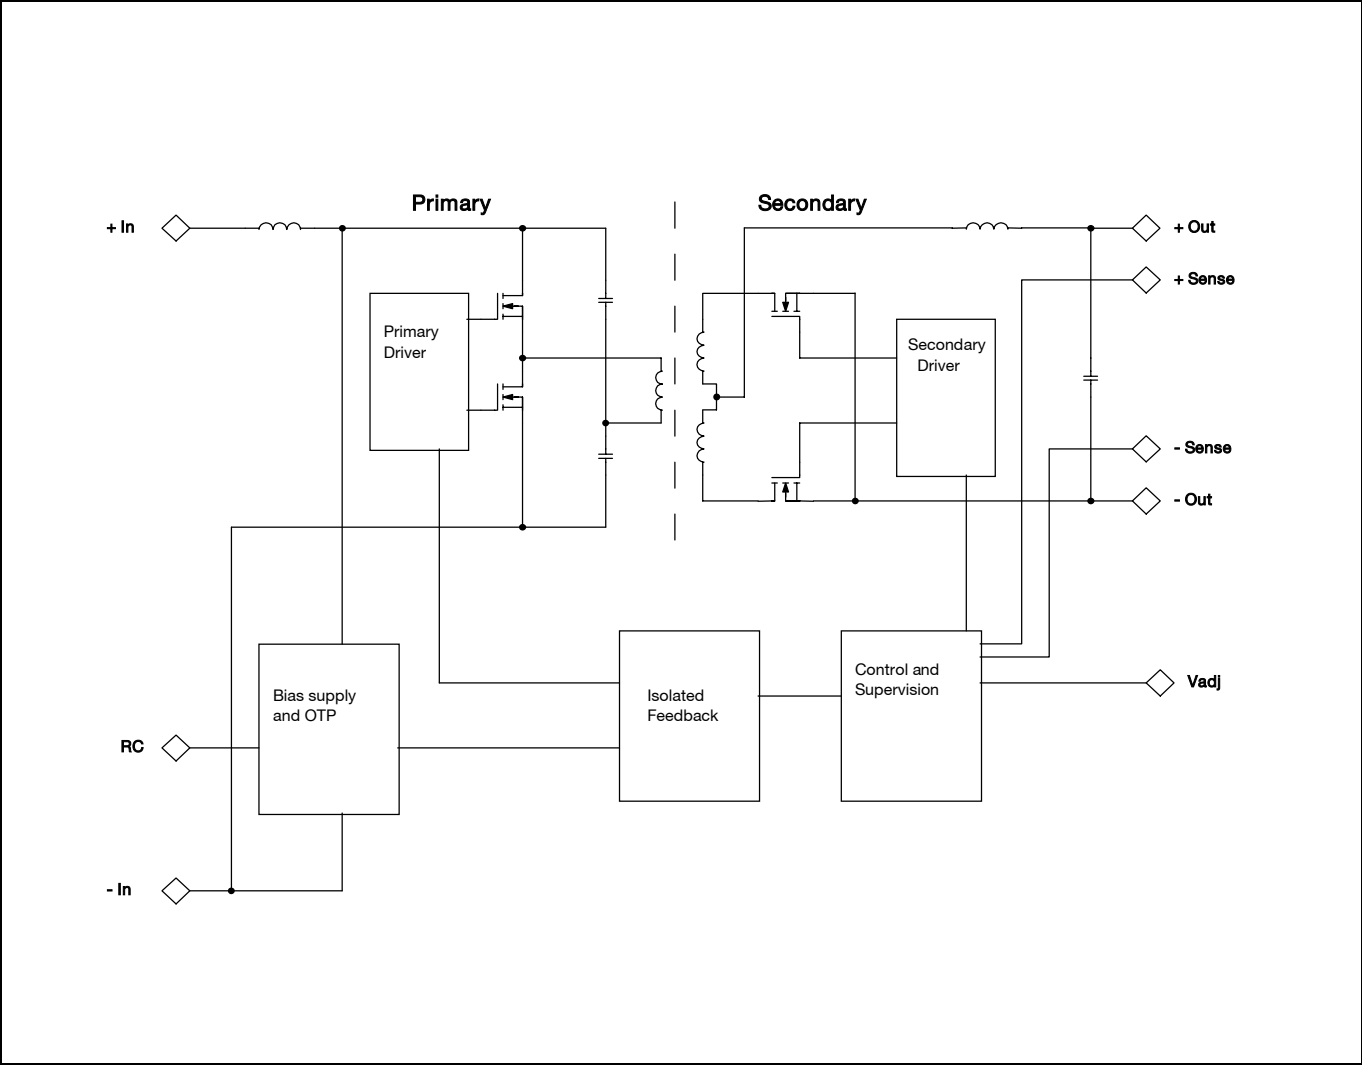 Primary
Secondary
+ In
+ Out
+ Sense
Primary
Driver
Secondary
Driver
- Sense
- Out
Bias supply
and OTP
Isolated
Feedback
Control and
Supervision
Vadj
RC
- In